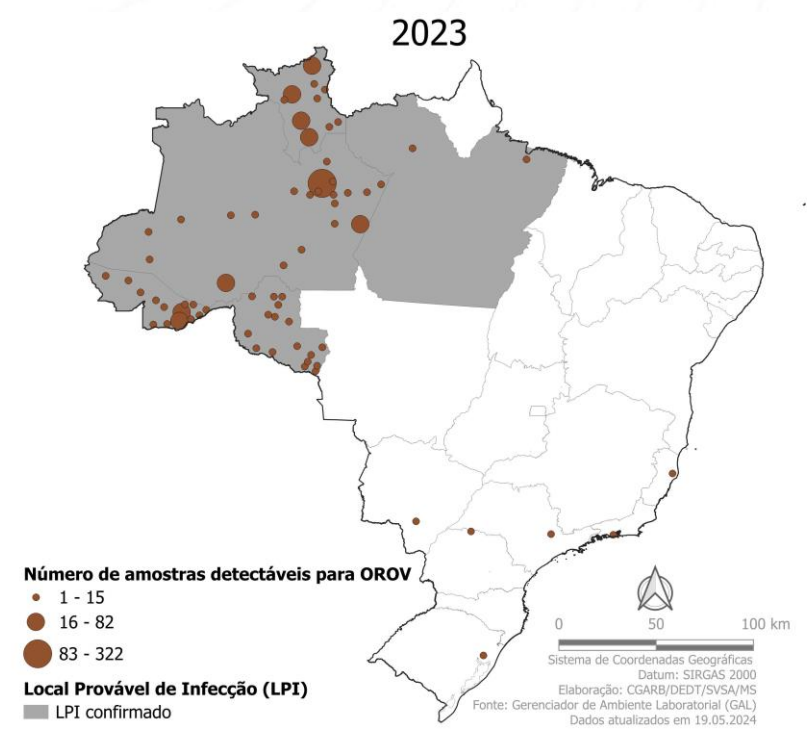 2023
Número de amostras detectáveis para OROV
1 - 15
16 - 82
83 - 322
Local Provável de Infecção (LPI)
LPI confirmado
0 50 100 km
Sistema de Coordenadas Geográficas
Datum: SIRGAS 2000
Elaboração: CGARB/DEDT/SVSA/MS
Fonte: Gerenciador de Ambiente Laboratorial (GAL)
Dados atualizados em 19.05.2024